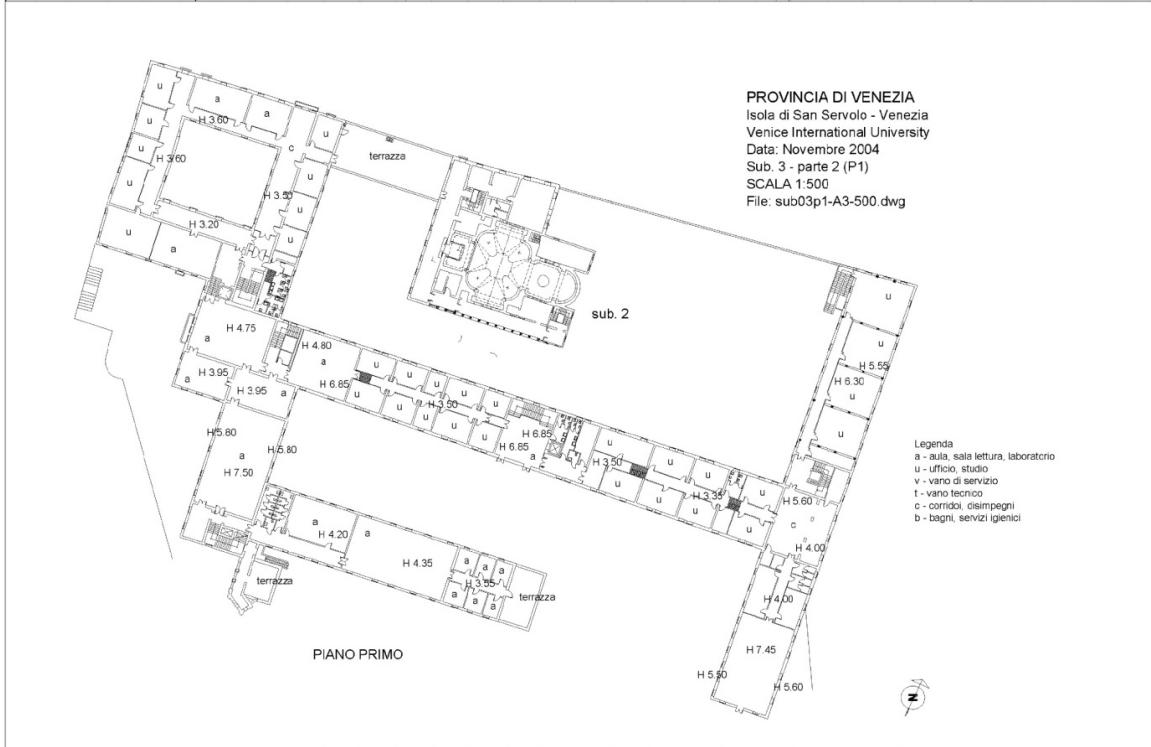 PROVINCIA DI VENEZIA
Isola di San Servolo - Venezia
Venice International University
Data: Novembre 2004
Sub. 3 - parte 2 (P1)
SCALA 1:500
File: sub03p1-A3-500.dwg
u
a
a
H 3.60
u
u
c
terrazza
u
H 3.60
u
u
H 3.50
u
H 3.20
u
u
a
sub. 2
u
H 4.75
a
H 4.80
a
H 6.85
u
u
u
u
u
H 5.55
H 6.30
u
u
H 3.95
a
H 3.95
a
u
u
H 3.50
u
u
u
H 6.85
H 6.85
a
H 5.80
a
H 5.80
H 7.50
u
H 3.50
u
u
u
u
u
H 3.35
u
u
u
H 5.60
c
H 4.00
Legenda
a - aula, sala lettura, laboratorio
u - ufficio, studio
v - vano di servizio
t - vano tecnico
c - corridoi, disimpegni
b - bagni, servizi igienici
a
H 4.20
a
H 4.35
a
a
a
H 3.55
a
a
a
terrazza
terrazza
H 4.00
H 7.45
H 5.50
H 5.60
PIANO PRIMO
N